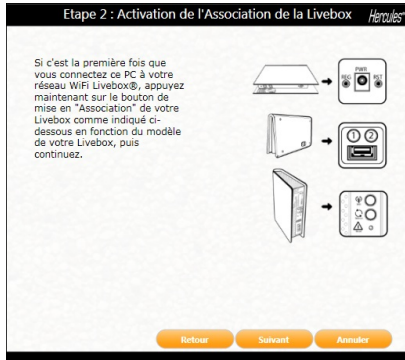 Etape 2 : Activation de l'Association de la Livebox
Hercules
Si c'est la première fois que
vous connectez ce PC à votre
réseau WiFi Livebox®, appuyez
maintenant sur le bouton de
mise en "Association" de votre
Livebox comme indiqué ci-
dessous en fonction du modèle
de votre Livebox, puis
continuez.
PWR
REG RST
1 2
Retour Suivant Annuler